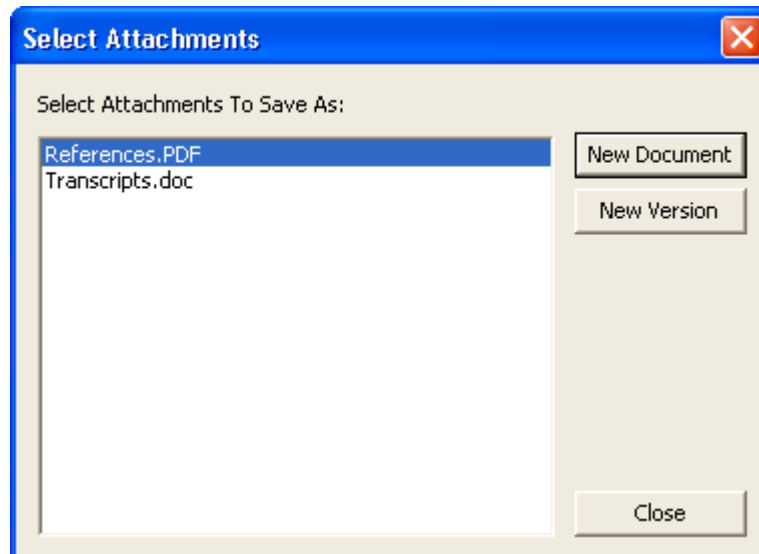 Select Attachments
Select Attachments To Save As:
References.PDF
Transcripts.doc
New Document
New Version
Close